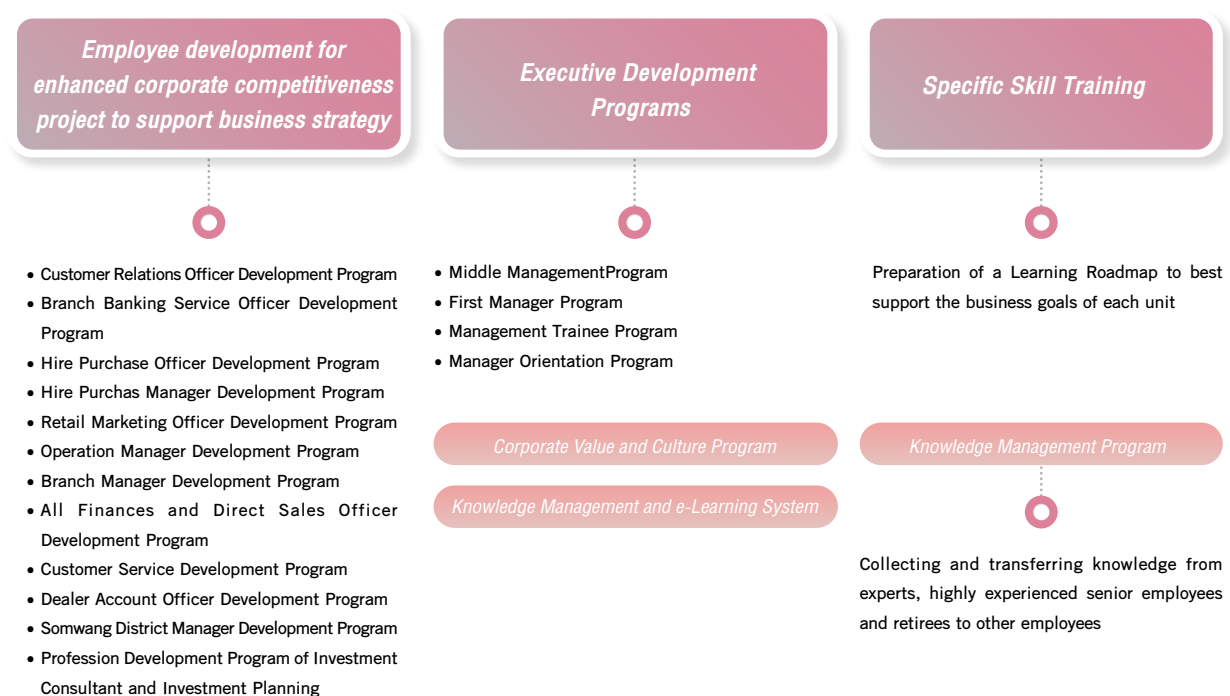 Employee development for
enhanced corporate competitiveness
project to support business strategy
• Customer Relations Officer Development Program
• Branch Banking Service Officer Development
Program
• Hire Purchase Officer Development Program
• Hire Purchas Manager Development Program
• Retail Marketing Officer Development Program
• Operation Manager Development Program
• Branch Manager Development Program
• All Finances and Direct Sales Officer
Development Program
• Customer Service Development Program
• Dealer Account Officer Development Program
• Somwang District Manager Development Program
• Profession Development Program of Investment
Consultant and Investment Planning
Executive Development
Programs
• Middle ManagementProgram
• First Manager Program
• Management Trainee Program
• Manager Orientation Program
Corporate Value and Culture Program
Knowledge Management and e-Learning System
Specific Skill Training
Preparation of a Learning Roadmap to best
support the business goals of each unit
Knowledge Management Program
Collecting and transferring knowledge from
experts, highly experienced senior employees
and retirees to other employees